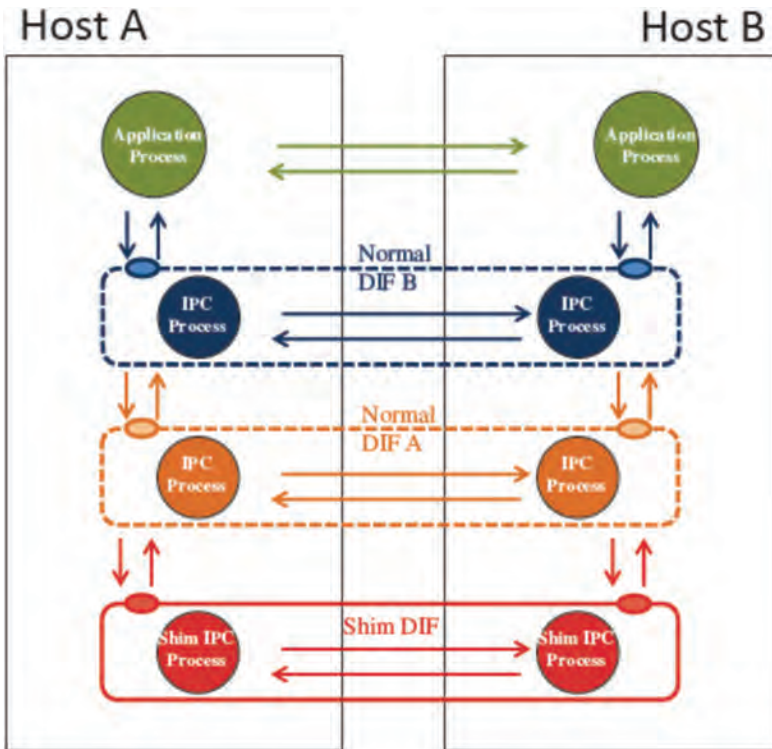 Host A
Host B
Application
Process
Application
Process
Normal
DIF B
IPC
Process
IPC
Process
Normal
DIF A
IPC
Process
IPC
Process
Shim DIF
Shim IPC
Process
Shim IPC
Process